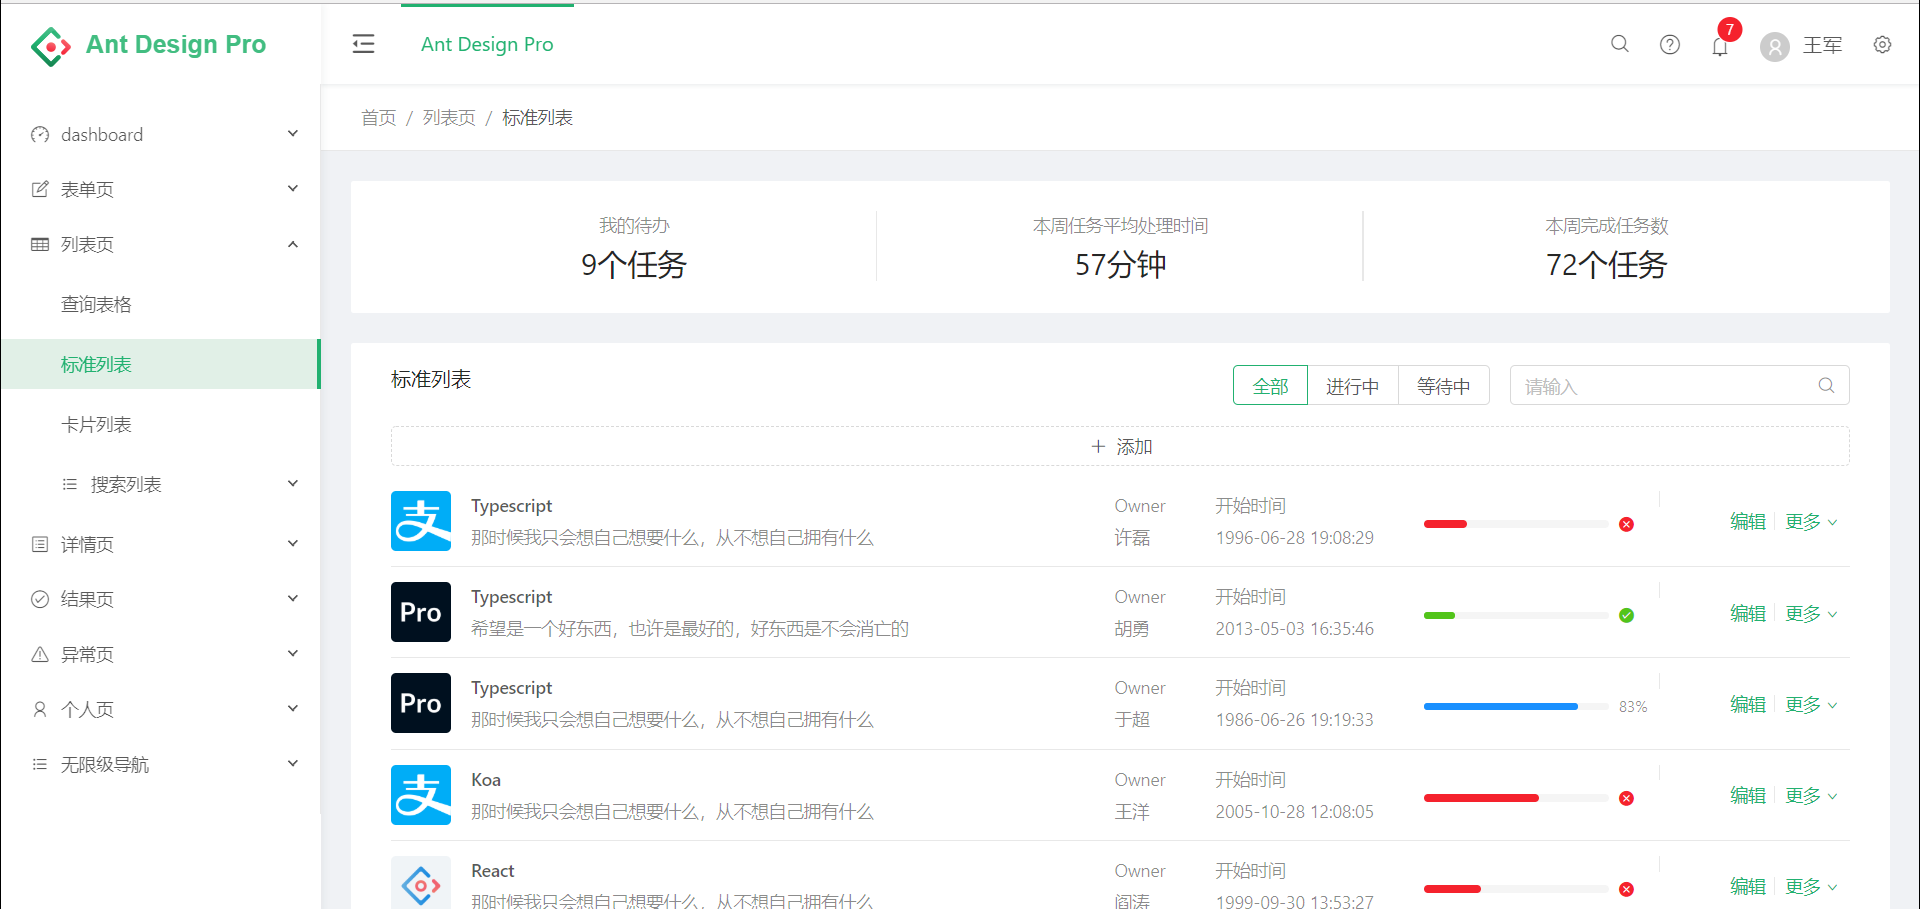 Ant Design Pro
Ant Design Pro
7
王军
dashboard
表单页
列表页
查询表格
标准列表
卡片列表
搜索列表
详情页
结果页
异常页
个人页
无限级导航
首页 / 列表页 / 标准列表
我的待办
9个任务
本周任务平均处理时间
57分钟
本周完成任务数
72个任务
标准列表
全部 进行中 等待中 请输入
添加
支
Typescript
那时候我只会想自己想要什么，从不想自己拥有什么
Owner
许磊
开始时间
1996-06-28 19:08:29
编辑 更多
Pro
Typescript
希望是一个好东西，也许是最好的，好东西是不会消亡的
Owner
胡勇
开始时间
2013-05-03 16:35:46
编辑 更多
Pro
Typescript
那时候我只会想自己想要什么，从不想自己拥有什么
Owner
于超
开始时间
1986-06-26 19:19:33
83%
编辑 更多
支
Koa
那时候我只会想自己想要什么，从不想自己拥有什么
Owner
王洋
开始时间
2005-10-28 12:08:05
编辑 更多
React
那时候我只会想自己想要什么，从不想自己拥有什么
Owner
阎涛
开始时间
1999-09-30 13:53:27
编辑 更多